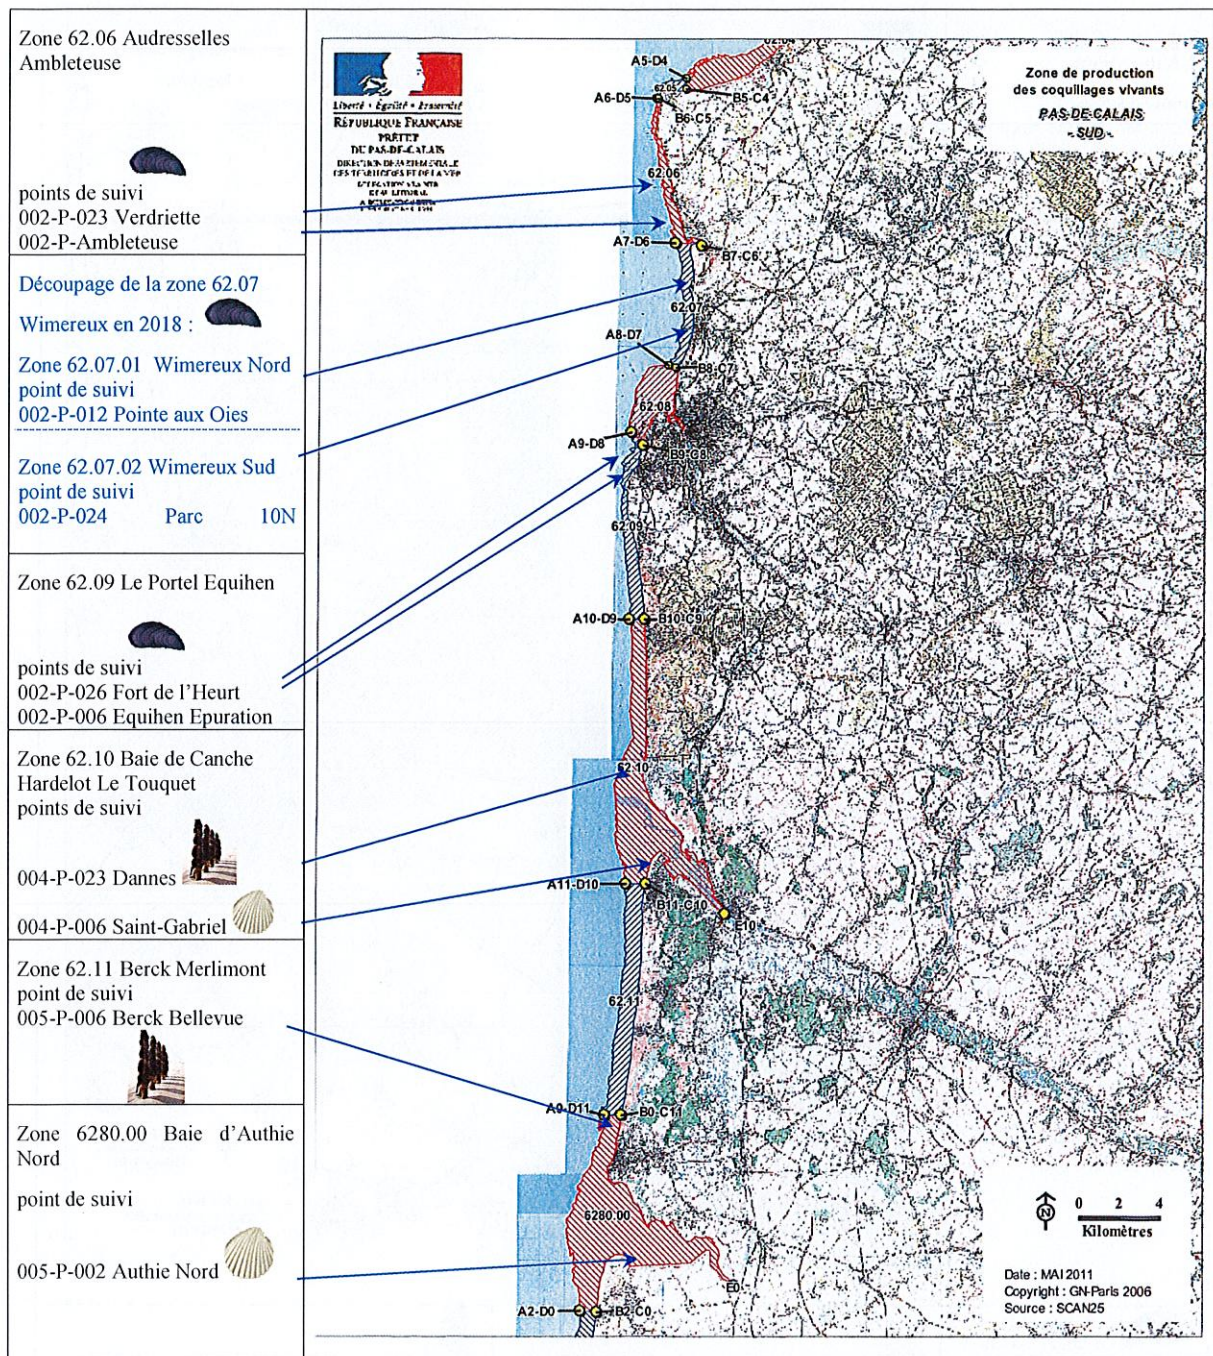 Zone 62.06 Audresselles
Ambleteuse
points de suivi
002-P-023 Verdriette
002-P-Ambleteuse
Découpage de la zone 62.07
Wimereux en 2018 :
Zone 62.07.01 Wimereux Nord
point de suivi
002-P-012 Pointe aux Oies
Zone 62.07.02 Wimereux Sud
point de suivi
002-P-024 Parc 10N
Zone 62.09 Le Portel Equihen
points de suivi
002-P-026 Fort de l'Heurt
002-P-006 Equihen Epuration
Zone 62.10 Baie de Canche
Hardelot Le Touquet
points de suivi
004-P-023 Dannes
004-P-006 Saint-Gabriel
Zone 62.11 Berck Merlimont
point de suivi
005-P-006 Berck Bellevue
Zone 6280.00 Baie d'Authie
Nord
point de suivi
005-P-002 Authie Nord
Liberté • Égalité • Fraternité
RÉPUBLIQUE FRANÇAISE
PRÉFET
DU PAS-DE-CALAIS
Zone de production
des coquillages vivants
PAS-DE-CALAIS
- SUD -
62.04
A5-D4
62.05
B5-C4
A6-D5
B6-C5
62.06
A7-D6
B7-C6
62.07
A8-D7
B8-C7
62.08
A9-D8
B9-C8
62.09
A10-D9
B10-C9
62.10
A11-D10
B11-C10
E10
62.11
B0-C11
6280.00
E0
A2-D0
B2-C0
N
0 2 4
Kilomètres
Date : MAI 2011
Copyright : GN-Paris 2006
Source : SCAN25